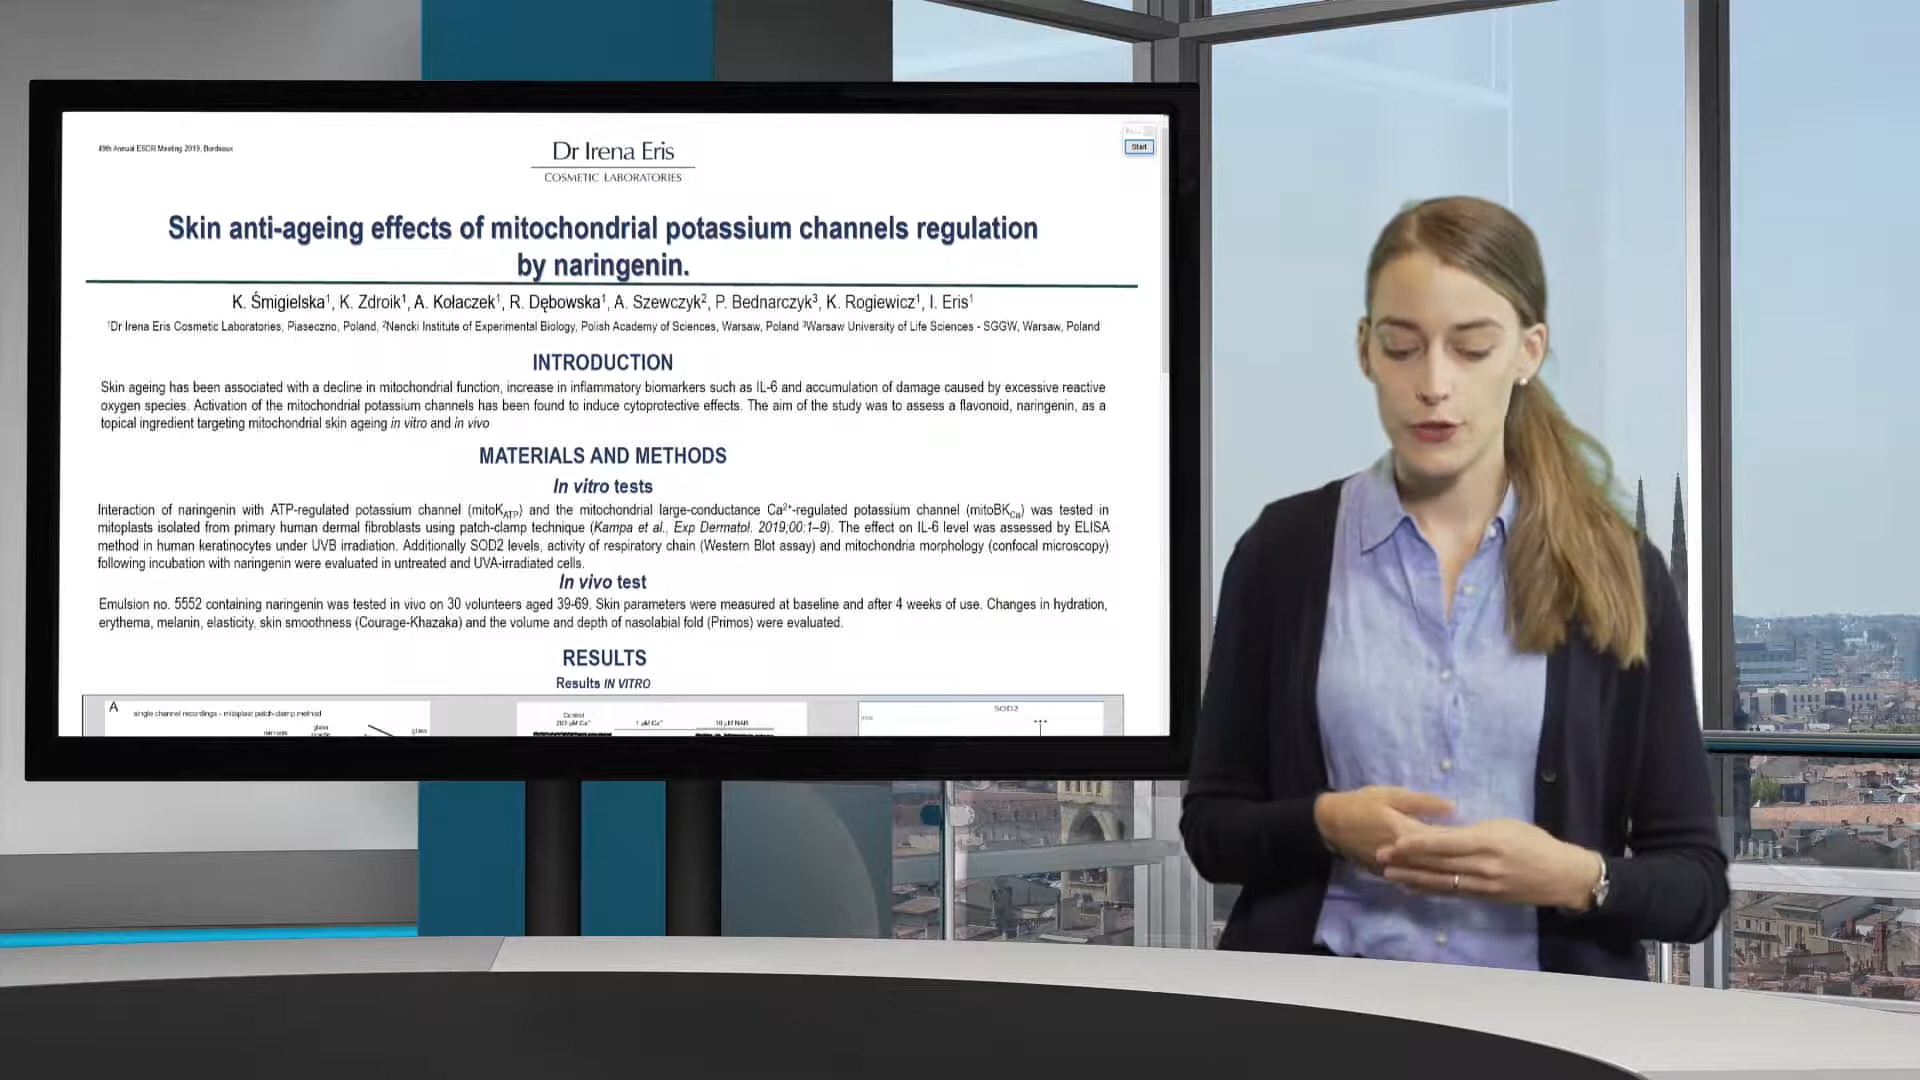 49th Annual ESDR Meeting 2019, Bordeaux
Dr Irena Eris
COSMETIC LABORATORIES
Start
Skin anti-ageing effects of mitochondrial potassium channels regulation
by naringenin.
K. Śmigielska¹, K. Zdroik¹, A. Kołaczek¹, R. Dębowska¹, A. Szewczyk², P. Bednarczyk³, K. Rogiewicz¹, I. Eris¹
¹Dr Irena Eris Cosmetic Laboratories, Piaseczno, Poland, ²Nencki Institute of Experimental Biology, Polish Academy of Sciences, Warsaw, Poland ³Warsaw University of Life Sciences - SGGW, Warsaw, Poland
INTRODUCTION
Skin ageing has been associated with a decline in mitochondrial function, increase in inflammatory biomarkers such as IL-6 and accumulation of damage caused by excessive reactive
oxygen species. Activation of the mitochondrial potassium channels has been found to induce cytoprotective effects. The aim of the study was to assess a flavonoid, naringenin, as a
topical ingredient targeting mitochondrial skin ageing in vitro and in vivo
MATERIALS AND METHODS
In vitro tests
Interaction of naringenin with ATP-regulated potassium channel (mitoKATP) and the mitochondrial large-conductance Ca²⁺-regulated potassium channel (mitoBKCa) was tested in
mitoplasts isolated from primary human dermal fibroblasts using patch-clamp technique (Kampa et al., Exp Dermatol. 2019;00:1–9). The effect on IL-6 level was assessed by ELISA
method in human keratinocytes under UVB irradiation. Additionally SOD2 levels, activity of respiratory chain (Western Blot assay) and mitochondria morphology (confocal microscopy)
following incubation with naringenin were evaluated in untreated and UVA-irradiated cells.
In vivo test
Emulsion no. 5552 containing naringenin was tested in vivo on 30 volunteers aged 39-69. Skin parameters were measured at baseline and after 4 weeks of use. Changes in hydration,
erythema, melanin, elasticity, skin smoothness (Courage-Khazaka) and the volume and depth of nasolabial fold (Primos) were evaluated.
RESULTS
Results IN VITRO
A
single channel recordings - mitoplast patch-clamp method
glass
glass
Control
1 µM Ca²⁺
10 µM NAR
SOD2
***